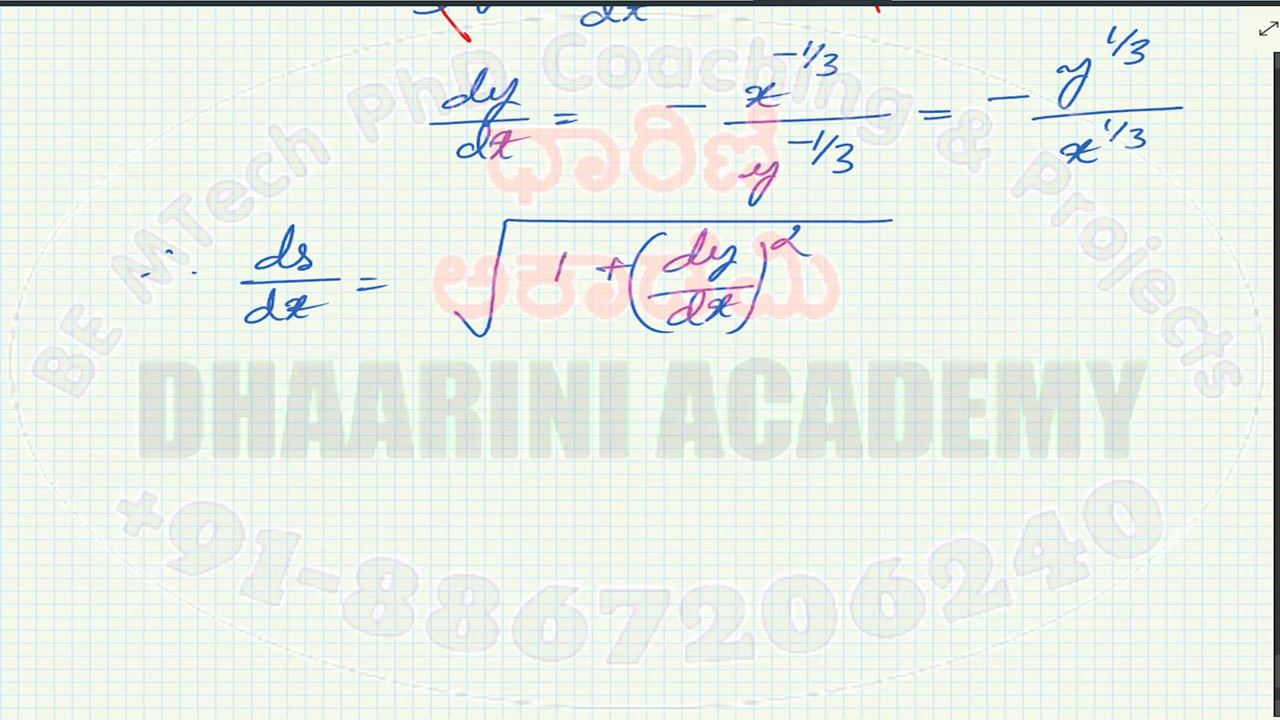 dx
dy/dx = - x^{-1/3} / y^{-1/3} = - y^{1/3} / x^{1/3}
∴ ds/dx = √(1 + (dy/dx)^2)
BE MTech PhD Coaching & Projects
ಧಾರಿಣಿ
DHAARINI ACADEMY
+91-8867206240